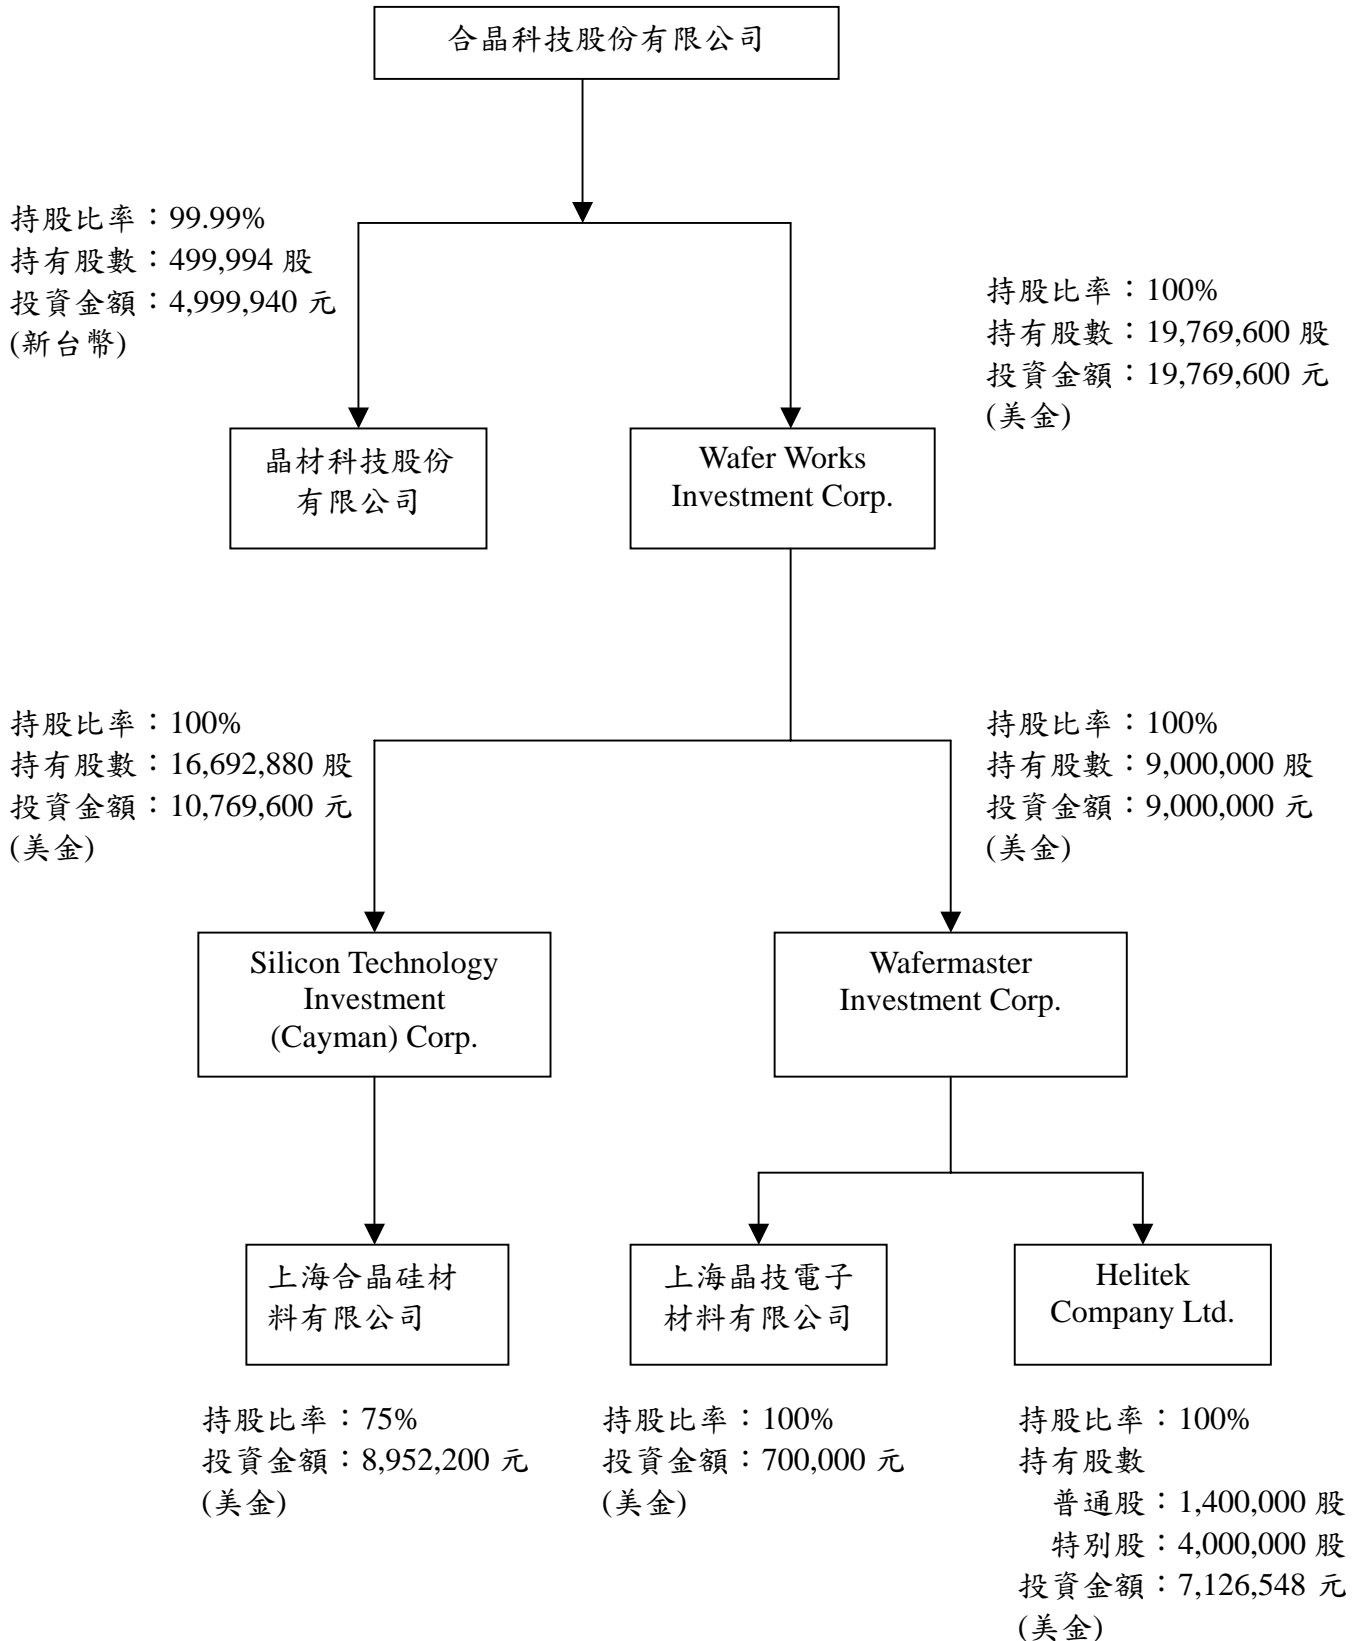 合晶科技股份有限公司
持股比率：99.99%
持有股數：499,994 股
投資金額：4,999,940 元
(新台幣)
持股比率：100%
持有股數：19,769,600 股
投資金額：19,769,600 元
(美金)
晶材科技股份
有限公司
Wafer Works
Investment Corp.
持股比率：100%
持有股數：16,692,880 股
投資金額：10,769,600 元
(美金)
持股比率：100%
持有股數：9,000,000 股
投資金額：9,000,000 元
(美金)
Silicon Technology
Investment
(Cayman) Corp.
Wafermaster
Investment Corp.
上海合晶硅材
料有限公司
上海晶技電子
材料有限公司
Helitek
Company Ltd.
持股比率：75%
投資金額：8,952,200 元
(美金)
持股比率：100%
投資金額：700,000 元
(美金)
持股比率：100%
持有股數
普通股：1,400,000 股
特別股：4,000,000 股
投資金額：7,126,548 元
(美金)